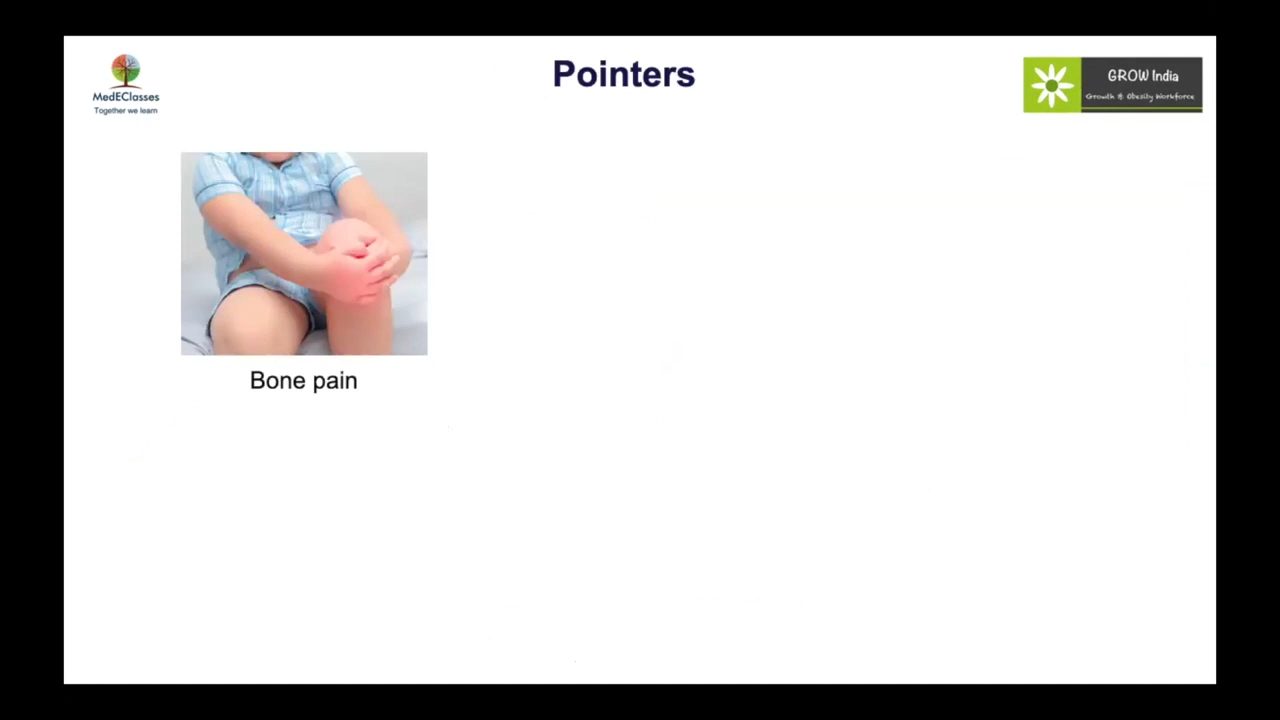 Pointers
MedEClasses
Together we learn
GROW India
Growth & Obesity Workforce
Bone pain